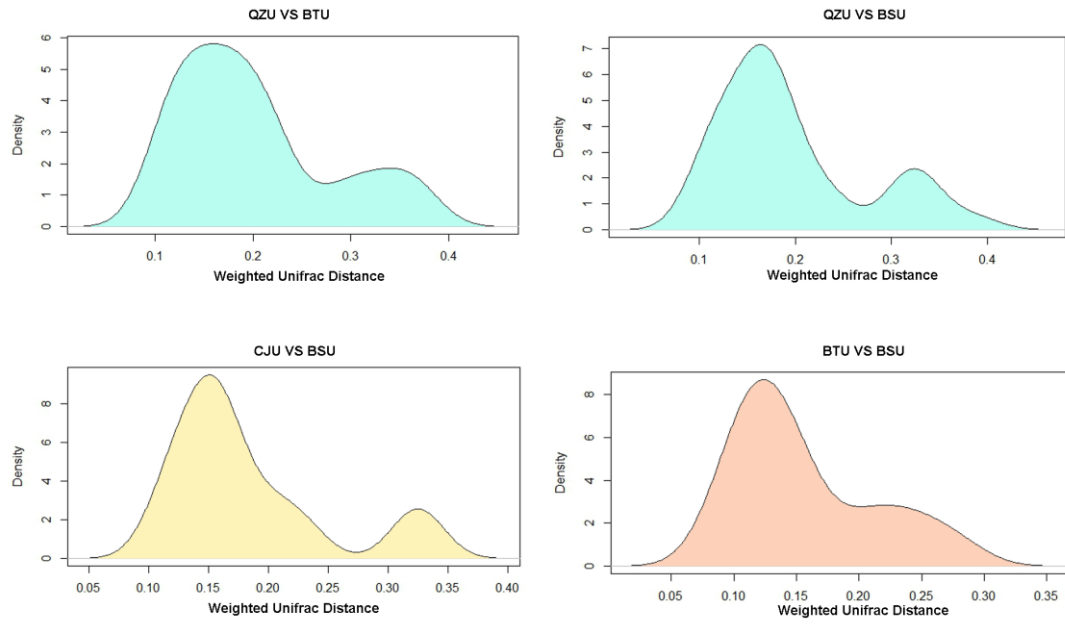 QZU VS BTU
Density
0
1
2
3
4
5
6
0.1 0.2 0.3 0.4
Weighted Unifrac Distance
QZU VS BSU
Density
0
1
2
3
4
5
6
7
0.1 0.2 0.3 0.4
Weighted Unifrac Distance
CJU VS BSU
Density
0
2
4
6
8
0.05 0.10 0.15 0.20 0.25 0.30 0.35 0.40
Weighted Unifrac Distance
BTU VS BSU
Density
0
2
4
6
8
0.05 0.10 0.15 0.20 0.25 0.30 0.35
Weighted Unifrac Distance